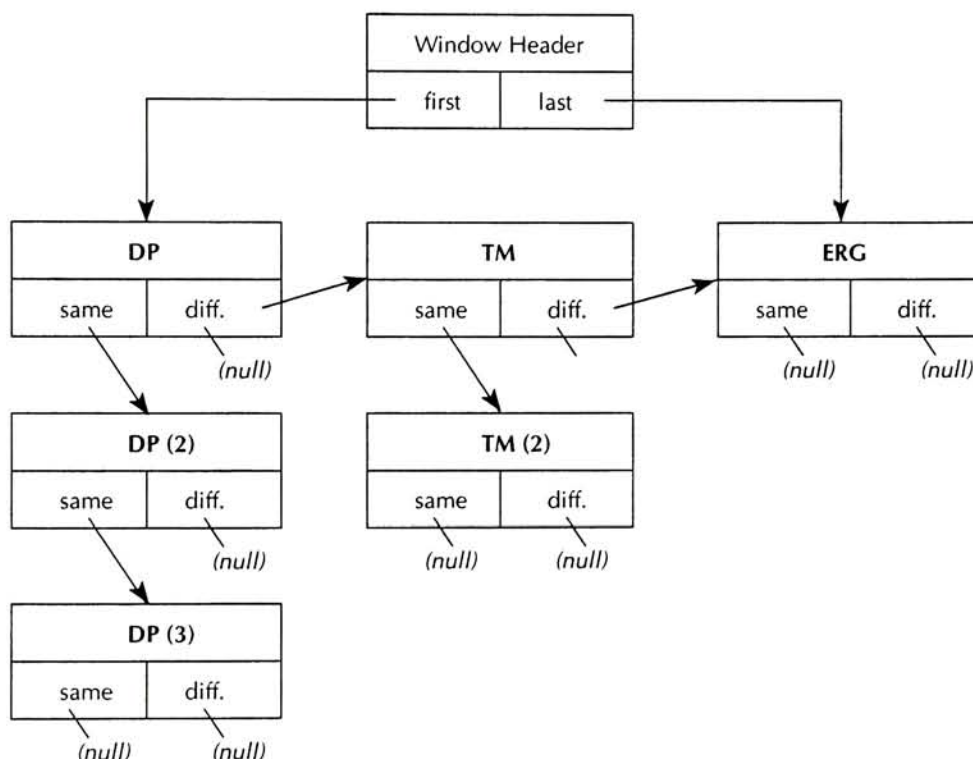 Window Header
first last
DP TM ERG
same diff. same diff. same diff.
(null) (null) (null)
DP (2) TM (2)
same diff. same diff.
(null) (null) (null)
DP (3)
same diff.
(null) (null)